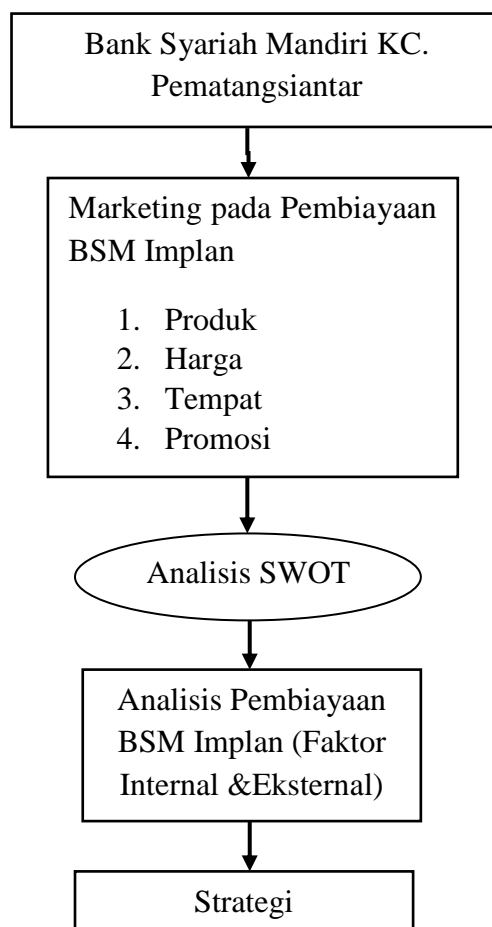 Bank Syariah Mandiri KC.
Pematangsiantar
Marketing pada Pembiayaan
BSM Implan
1. Produk
2. Harga
3. Tempat
4. Promosi
Analisis SWOT
Analisis Pembiayaan
BSM Implan (Faktor
Internal &Eksternal)
Strategi